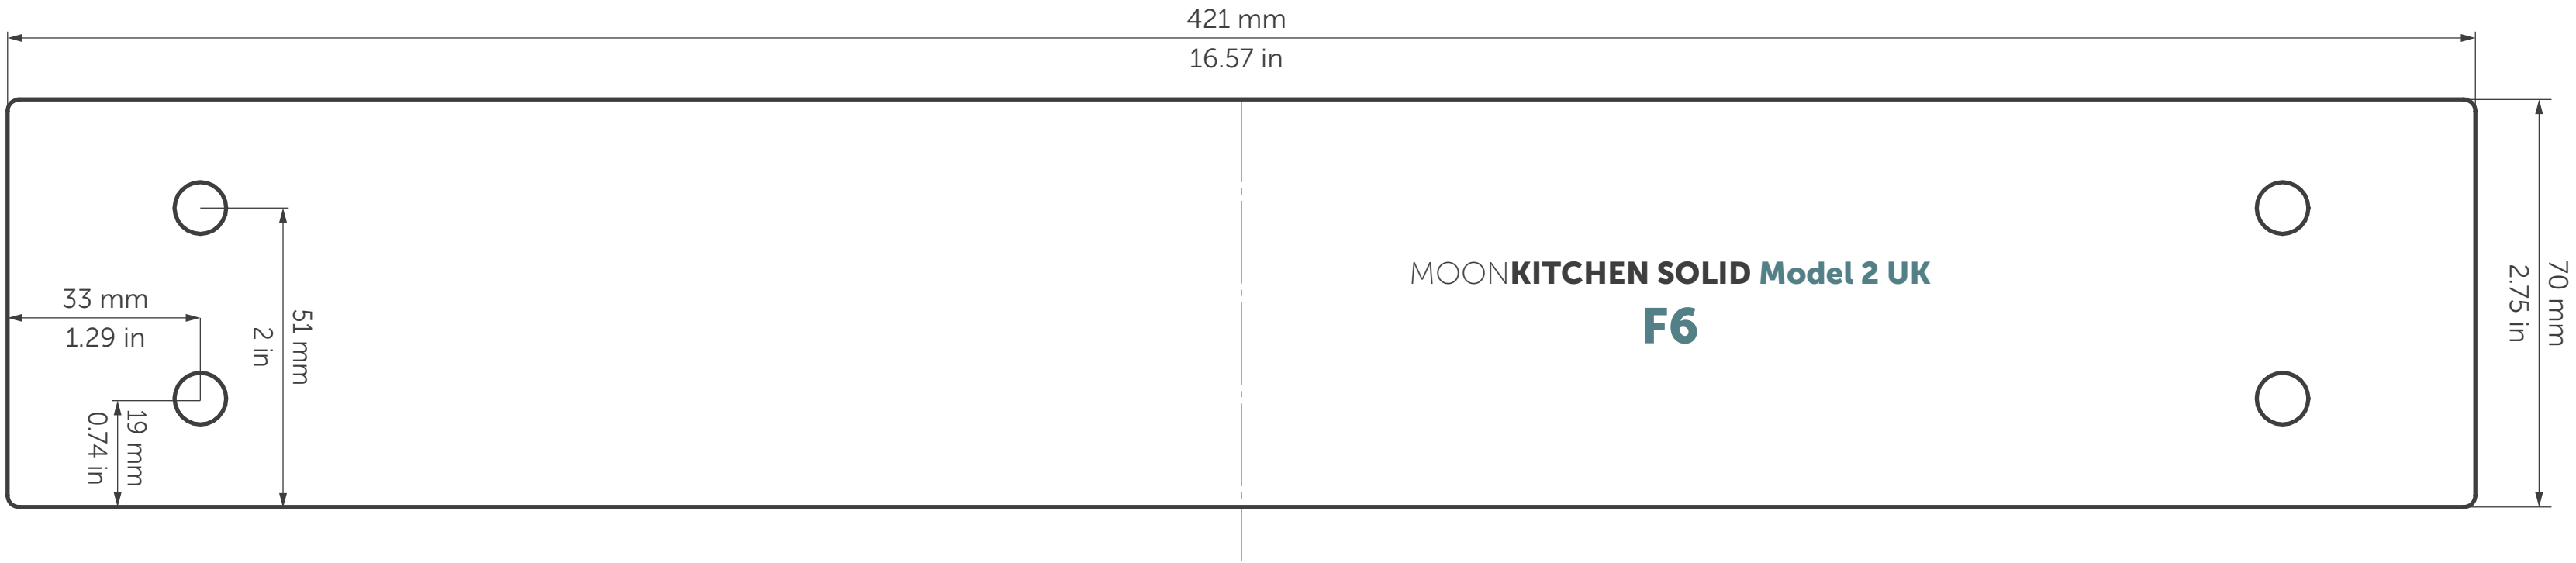 421 mm
16.57 in
33 mm
1.29 in
51 mm
2 in
19 mm
0.74 in
MOONKITCHEN SOLID Model 2 UK
F6
70 mm
2.75 in